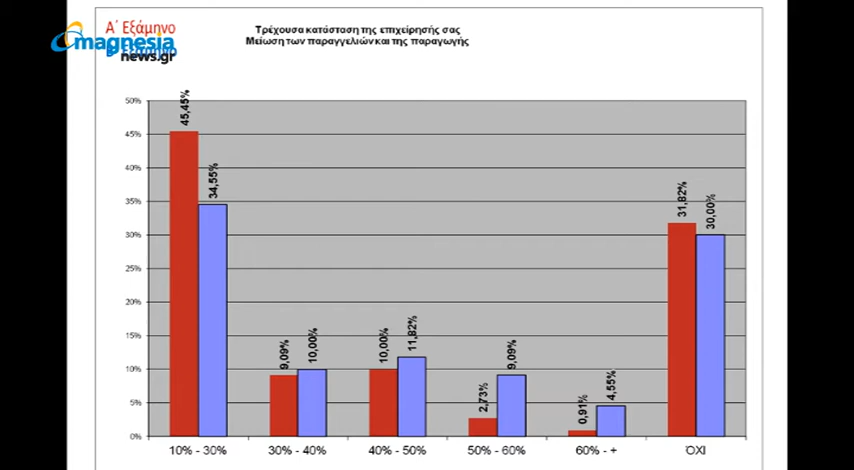 Α΄ Εξάμηνο
magnesia
Εξάμηνο
news.gr
Τρέχουσα κατάσταση της επιχείρησής σας
Μείωση των παραγγελιών και της παραγωγής
50%
45%
40%
35%
30%
25%
20%
15%
10%
5%
0%
45,45%
34,55%
9,09%
10,00%
10,00%
11,82%
2,73%
9,09%
0,91%
4,55%
31,82%
30,00%
10% - 30%
30% - 40%
40% - 50%
50% - 60%
60% - +
ΌΧΙ